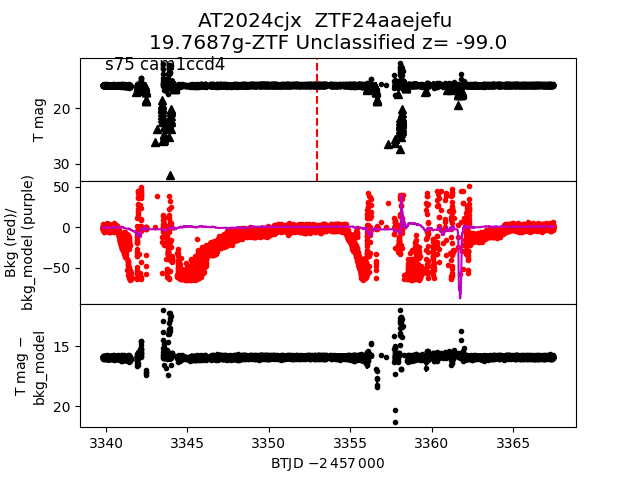 AT2024cjx  ZTF24aaejefu
19.7687g-ZTF Unclassified z= -99.0
s75 cam1ccd4
T mag
20
30
Bkg (red)/
bkg_model (purple)
50
0
−50
T mag −
bkg_model
15
20
3340 3345 3350 3355 3360 3365
BTJD −2 457 000